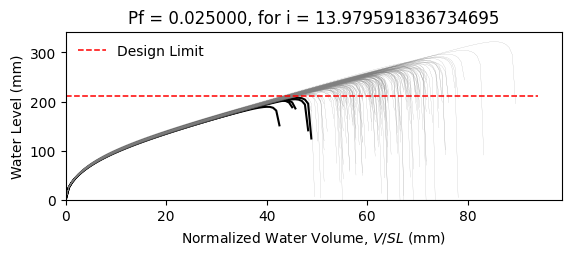 Pf = 0.025000, for i = 13.979591836734695
Water Level (mm)
300
200
100
0
Design Limit
0 20 40 60 80
Normalized Water Volume, V/SL (mm)